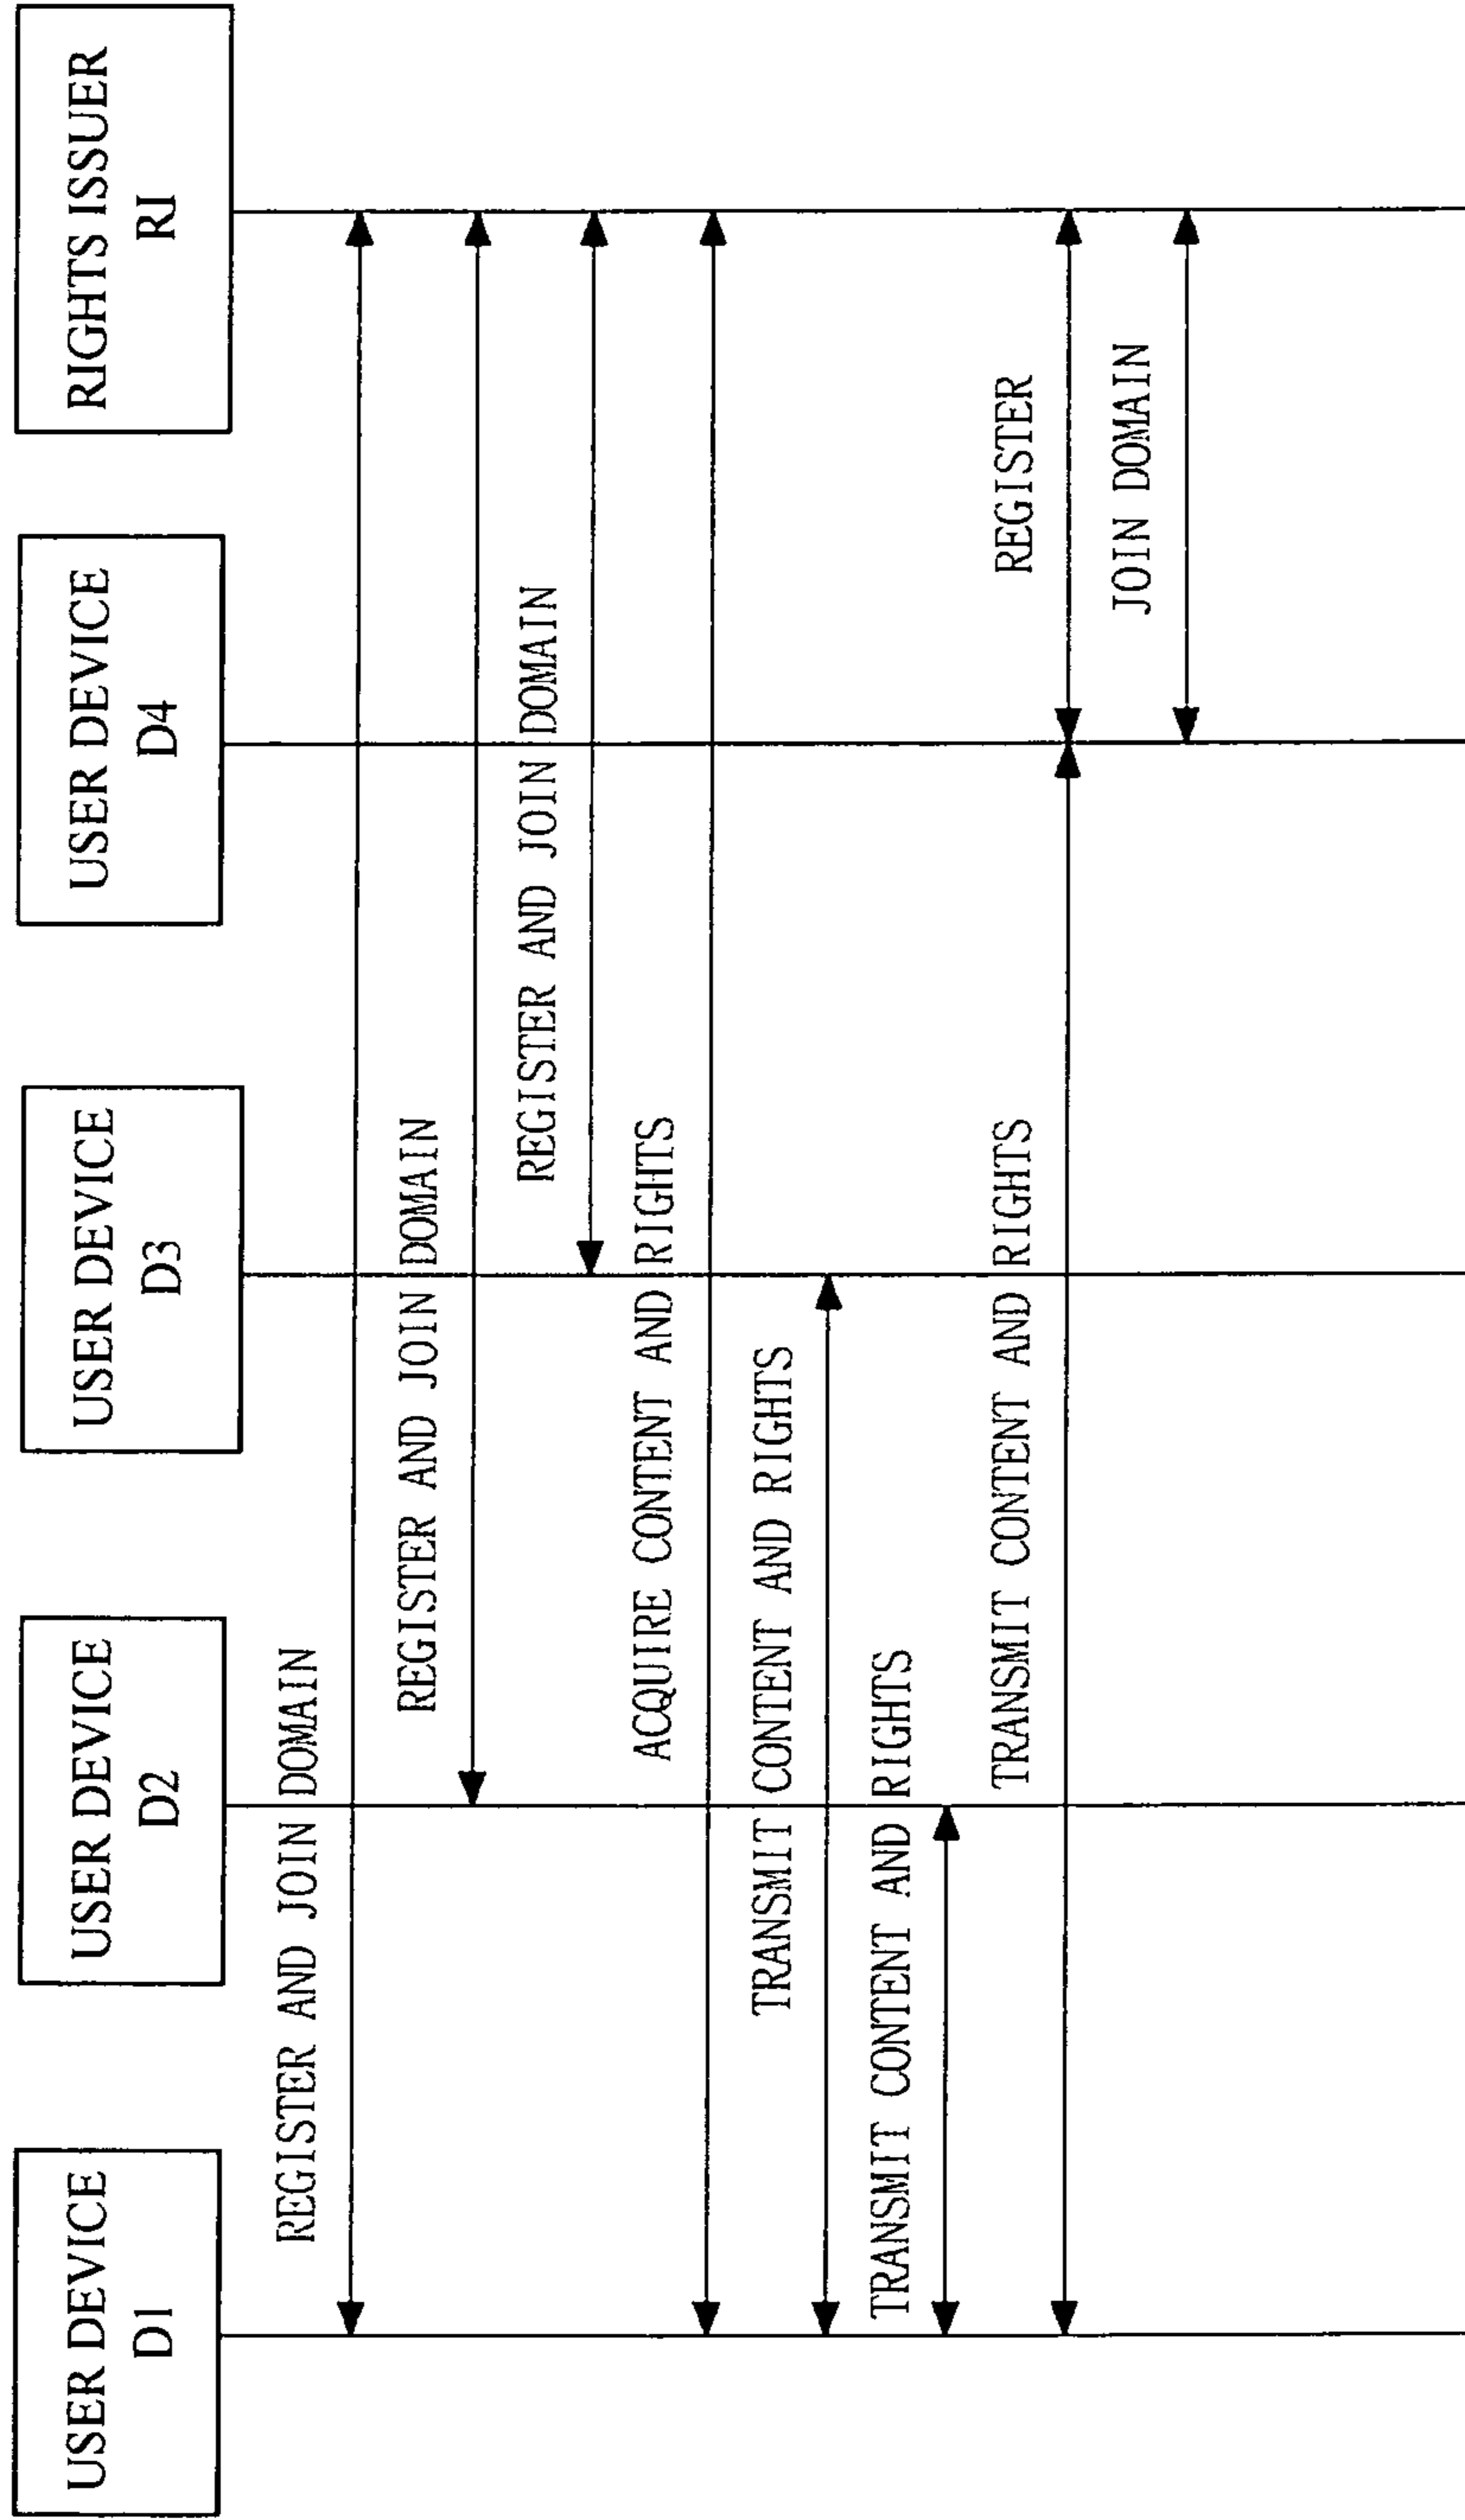 USER DEVICE
D1
USER DEVICE
D2
USER DEVICE
D3
USER DEVICE
D4
RIGHTS ISSUER
RI
REGISTER AND JOIN DOMAIN
REGISTER AND JOIN DOMAIN
REGISTER AND JOIN DOMAIN
ACQUIRE CONTENT AND RIGHTS
TRANSMIT CONTENT AND RIGHTS
TRANSMIT CONTENT AND RIGHTS
TRANSMIT CONTENT AND RIGHTS
REGISTER
JOIN DOMAIN